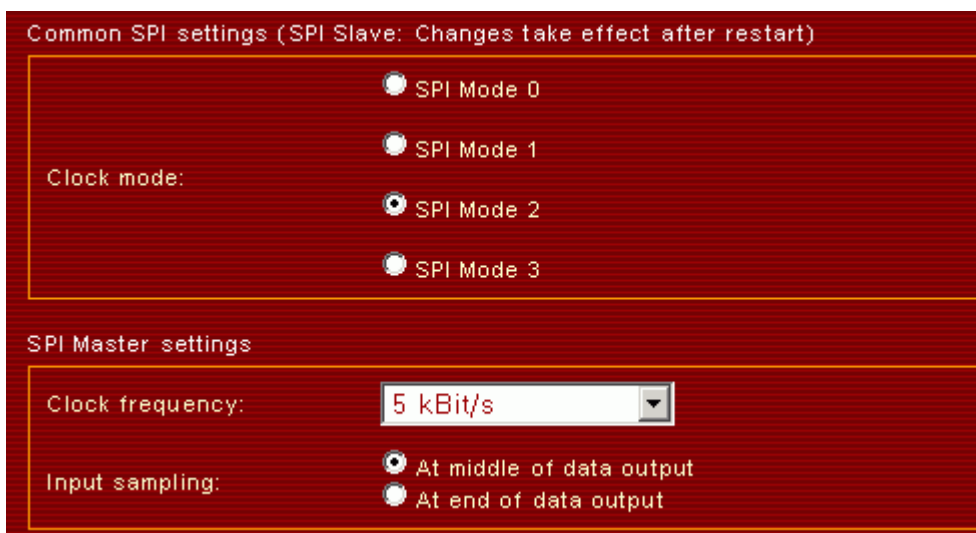 Common SPI settings (SPI Slave: Changes take effect after restart)
Clock mode:
SPI Mode 0
SPI Mode 1
SPI Mode 2
SPI Mode 3
SPI Master settings
Clock frequency: 5 kBit/s
Input sampling:
At middle of data output
At end of data output